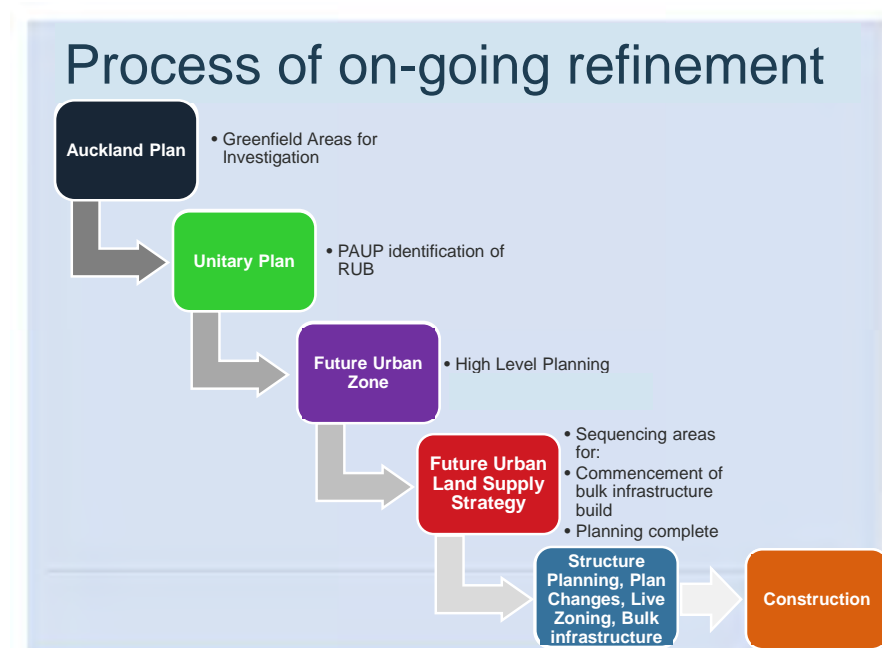 Process of on-going refinement
Auckland Plan
• Greenfield Areas for
Investigation
Unitary Plan
• PAUP identification of
RUB
Future Urban
Zone
• High Level Planning
Future Urban
Land Supply
Strategy
• Sequencing areas
for:
• Commencement of
bulk infrastructure
build
• Planning complete
Structure
Planning, Plan
Changes, Live
Zoning, Bulk
infrastructure
Construction